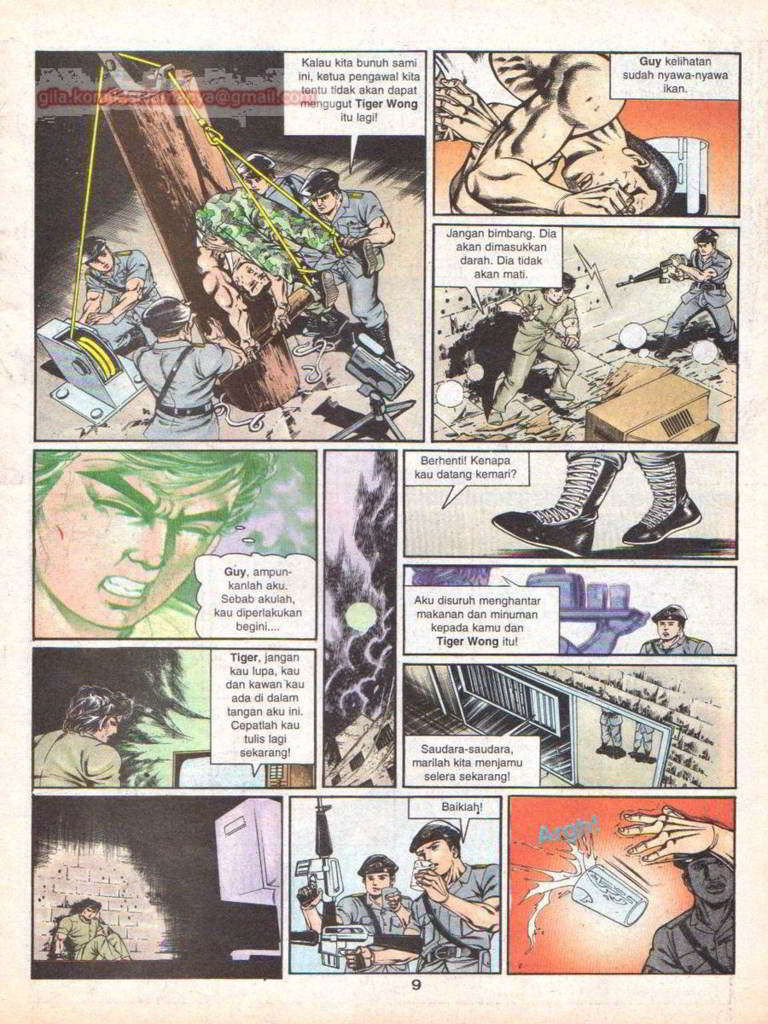 Kalau kita bunuh sami
ini, ketua pengawal kita
tentu tidak akan dapat
mengugut Tiger Wong
itu lagi!
Guy kelihatan
sudah nyawa-nyawa
ikan.
Jangan bimbang. Dia
akan dimasukkan
darah. Dia tidak
akan mati.
Guy, ampun-
kanlah aku.
Sebab akulah,
kau diperlakukan
begini....
Berhenti! Kenapa
kau datang kemari?
Aku disuruh menghantar
makanan dan minuman
kepada kamu dan
Tiger Wong itu!
Tiger, jangan
kau lupa, kau
dan kawan kau
ada di dalam
tangan aku ini.
Cepatlah kau
tulis lagi
sekarang!
Saudara-saudara,
marilah kita menjamu
selera sekarang!
Baiklah!
Argh!
9